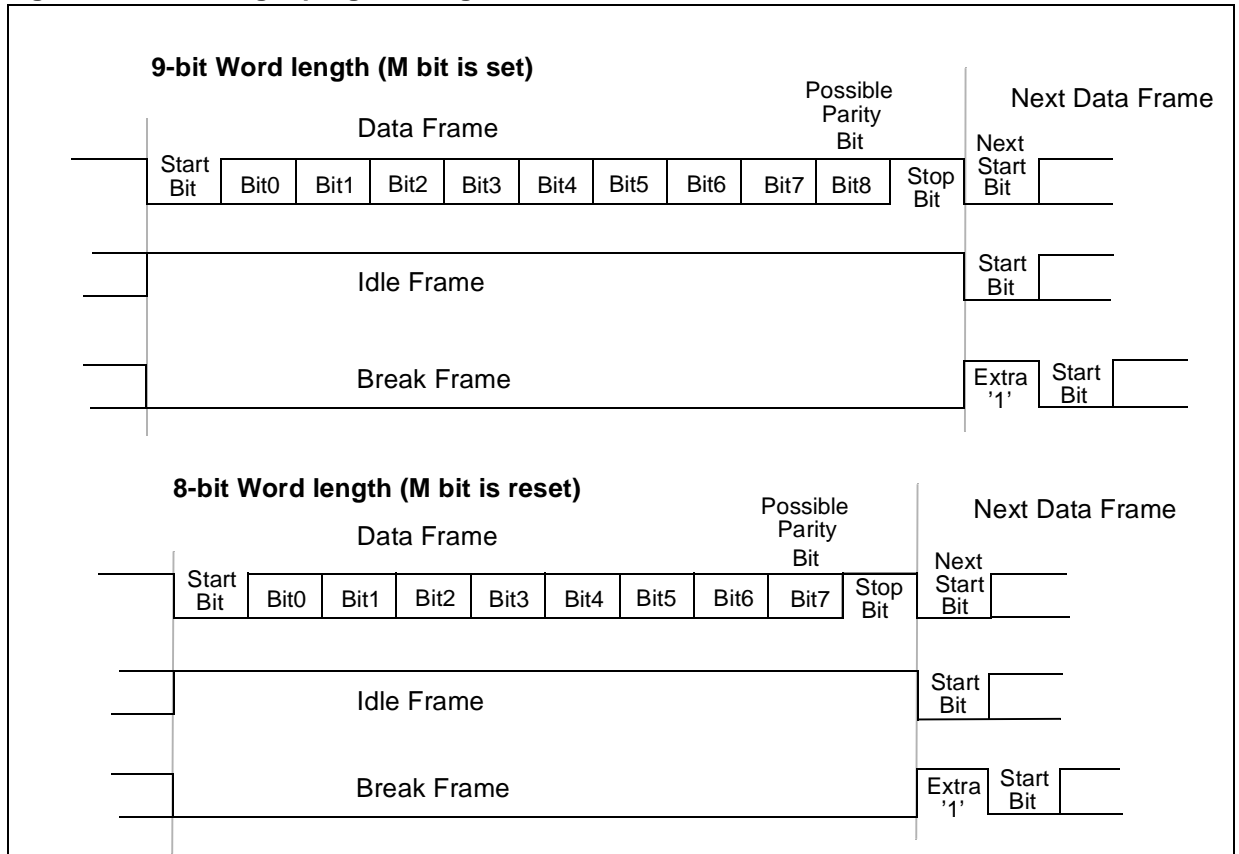 9-bit Word length (M bit is set)
Possible
Parity
Bit
Next Data Frame
Data Frame
Start
Bit
Bit0
Bit1
Bit2
Bit3
Bit4
Bit5
Bit6
Bit7
Bit8
Stop
Bit
Next
Start
Bit
Idle Frame
Start
Bit
Break Frame
Extra
'1'
Start
Bit
8-bit Word length (M bit is reset)
Possible
Parity
Bit
Next Data Frame
Data Frame
Start
Bit
Bit0
Bit1
Bit2
Bit3
Bit4
Bit5
Bit6
Bit7
Stop
Bit
Next
Start
Bit
Idle Frame
Start
Bit
Break Frame
Extra
'1'
Start
Bit